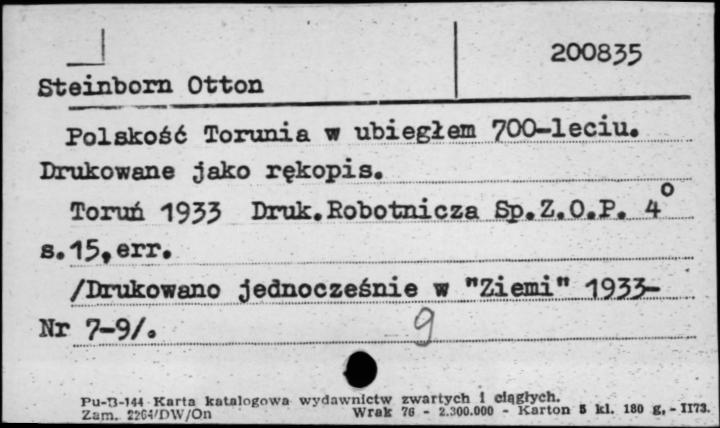 200835
Steinborn Otton
Polskość Torunia w ubiegłem 700-leciu.
Drukowane jako rękopis.
Toruń 1933 Druk.Robotnicza Sp.Z.O.P. 4°
s.15,err.
/Drukowano jednocześnie w "Ziemi" 1933-
Nr 7-9/.
9
Pu-B-144 Karta katalogowa wydawnictw zwartych i ciągłych.
Zam. 2264/DW/On Wrak 76 - 2.300.000 - Karton 5 kl. 180 g. - II73.